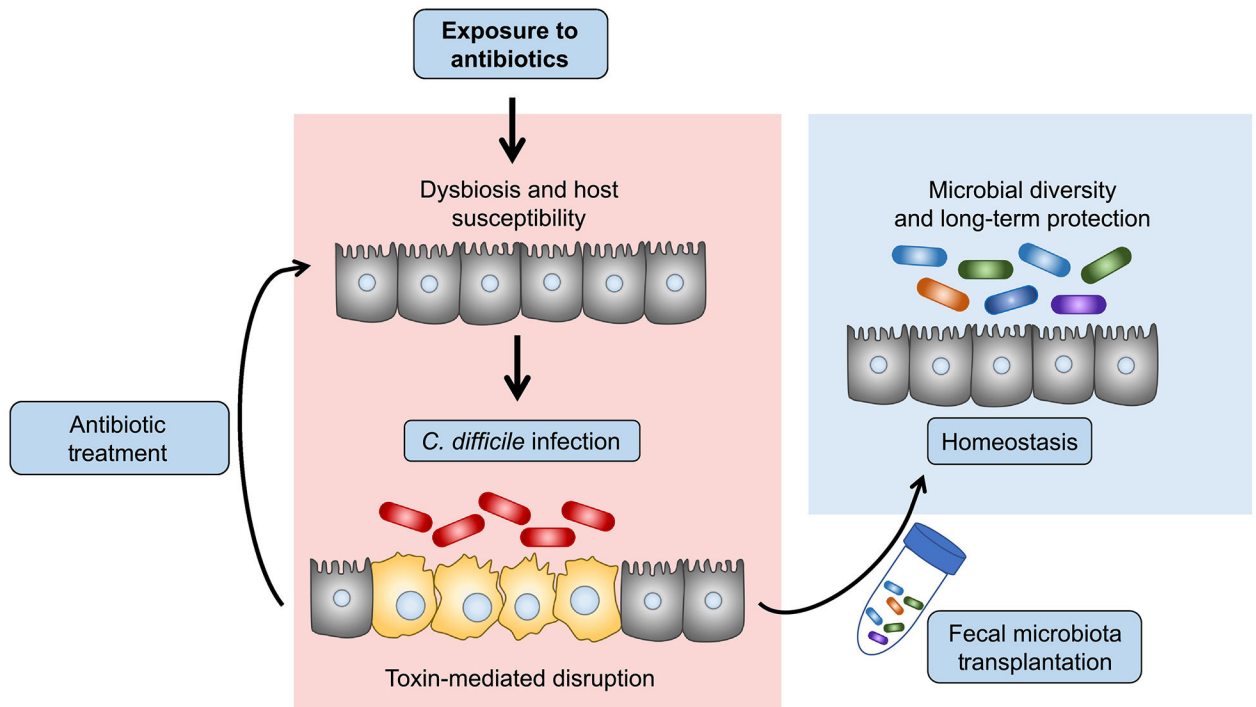 Exposure to
antibiotics
Dysbiosis and host
susceptibility
Microbial diversity
and long-term protection
Antibiotic
treatment
C. difficile infection
Homeostasis
Toxin-mediated disruption
Fecal microbiota
transplantation